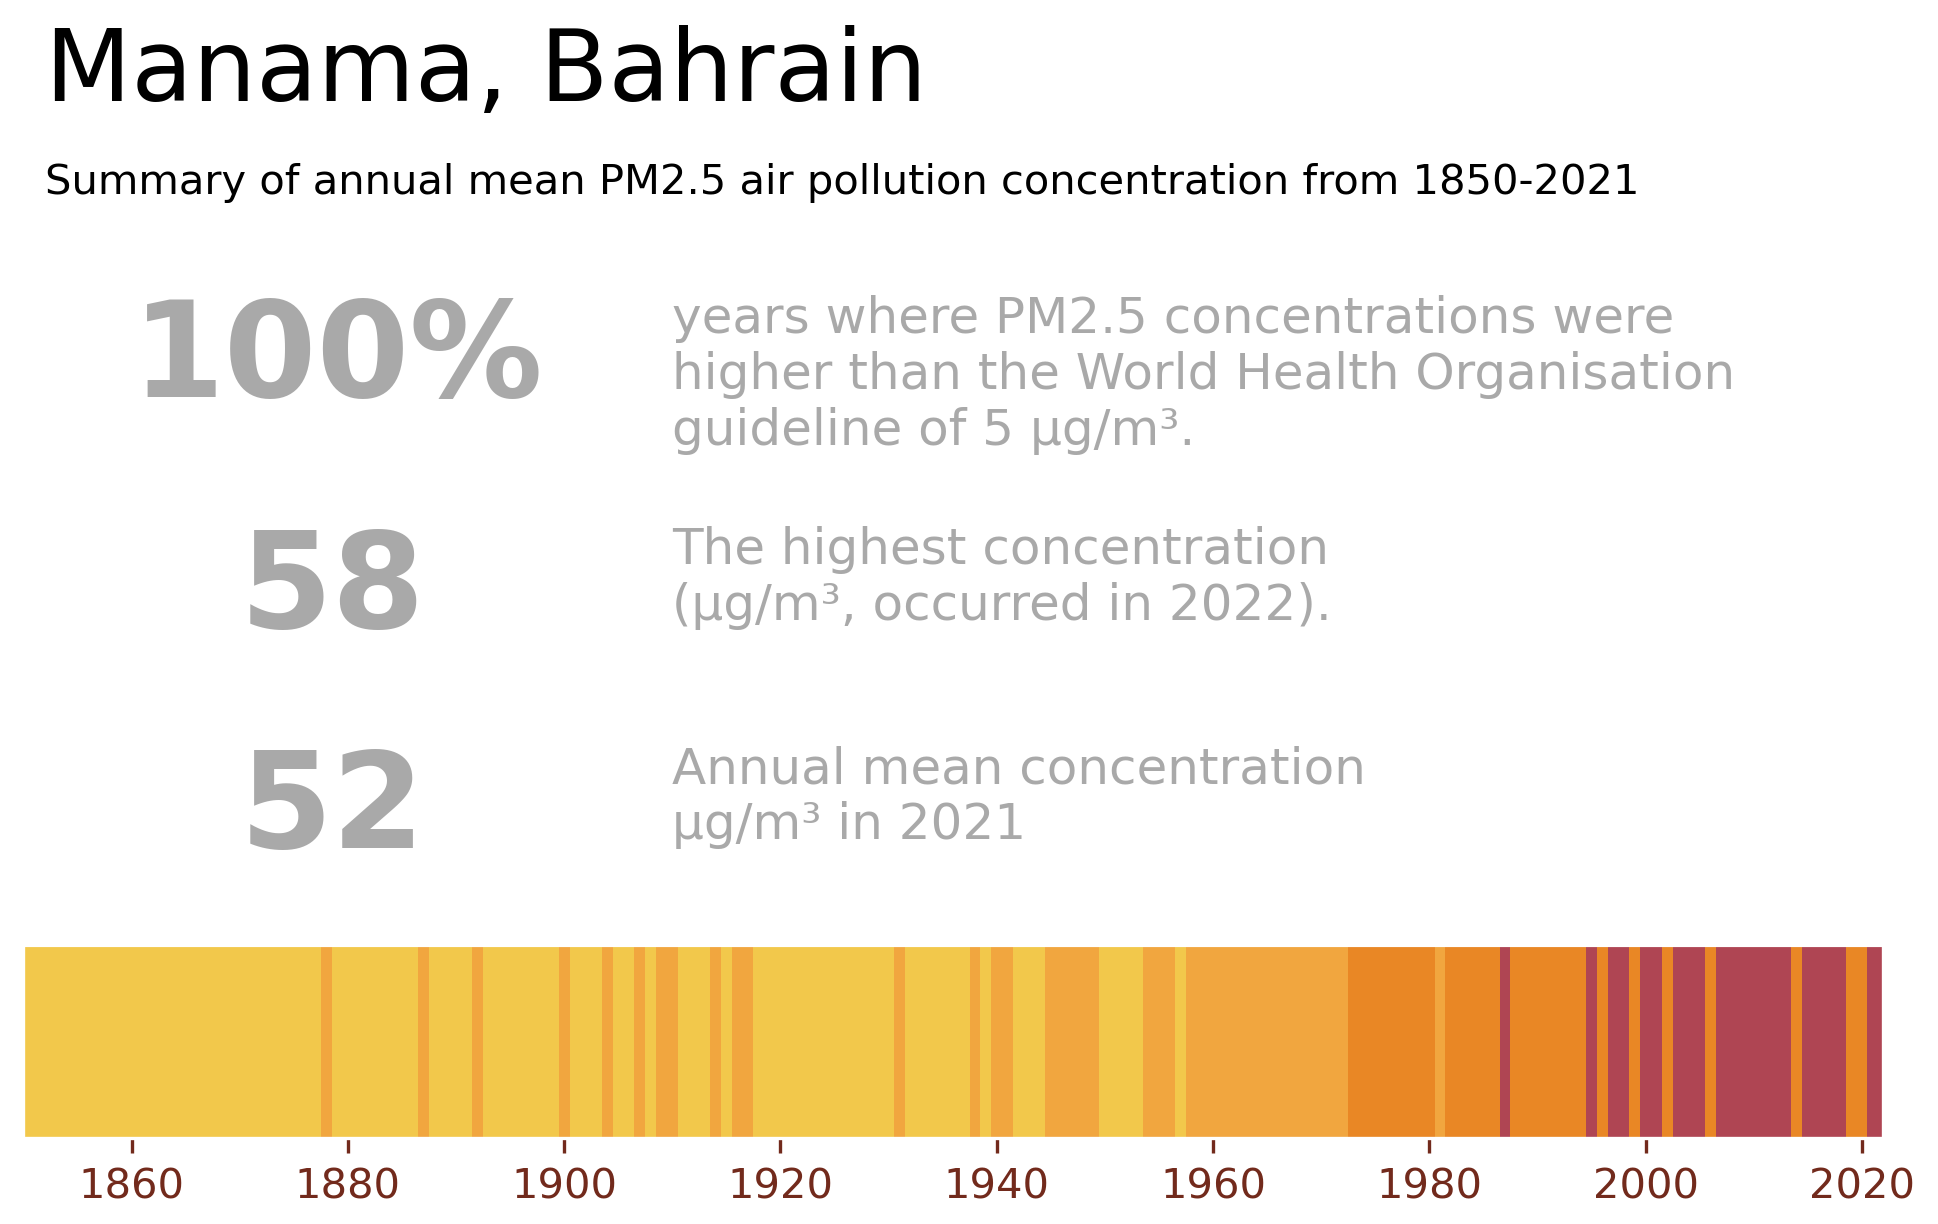 Manama, Bahrain
Summary of annual mean PM2.5 air pollution concentration from 1850-2021
100%
years where PM2.5 concentrations were
higher than the World Health Organisation
guideline of 5 µg/m³.
58
The highest concentration
(µg/m³, occurred in 2022).
52
Annual mean concentration
µg/m³ in 2021
1860 1880 1900 1920 1940 1960 1980 2000 2020